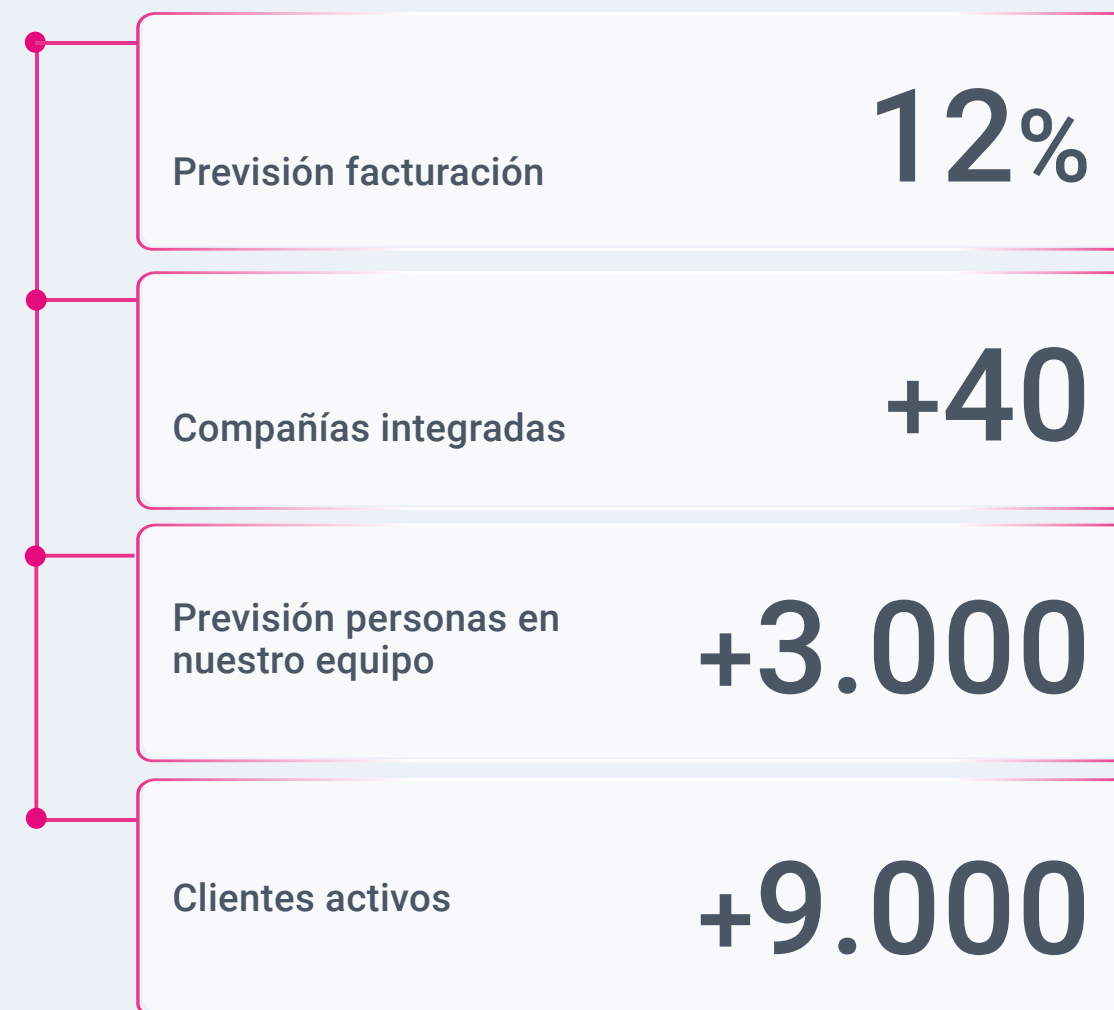 Previsión facturación
12%
Compañías integradas
+40
Previsión personas en
nuestro equipo
+3.000
Clientes activos
+9.000